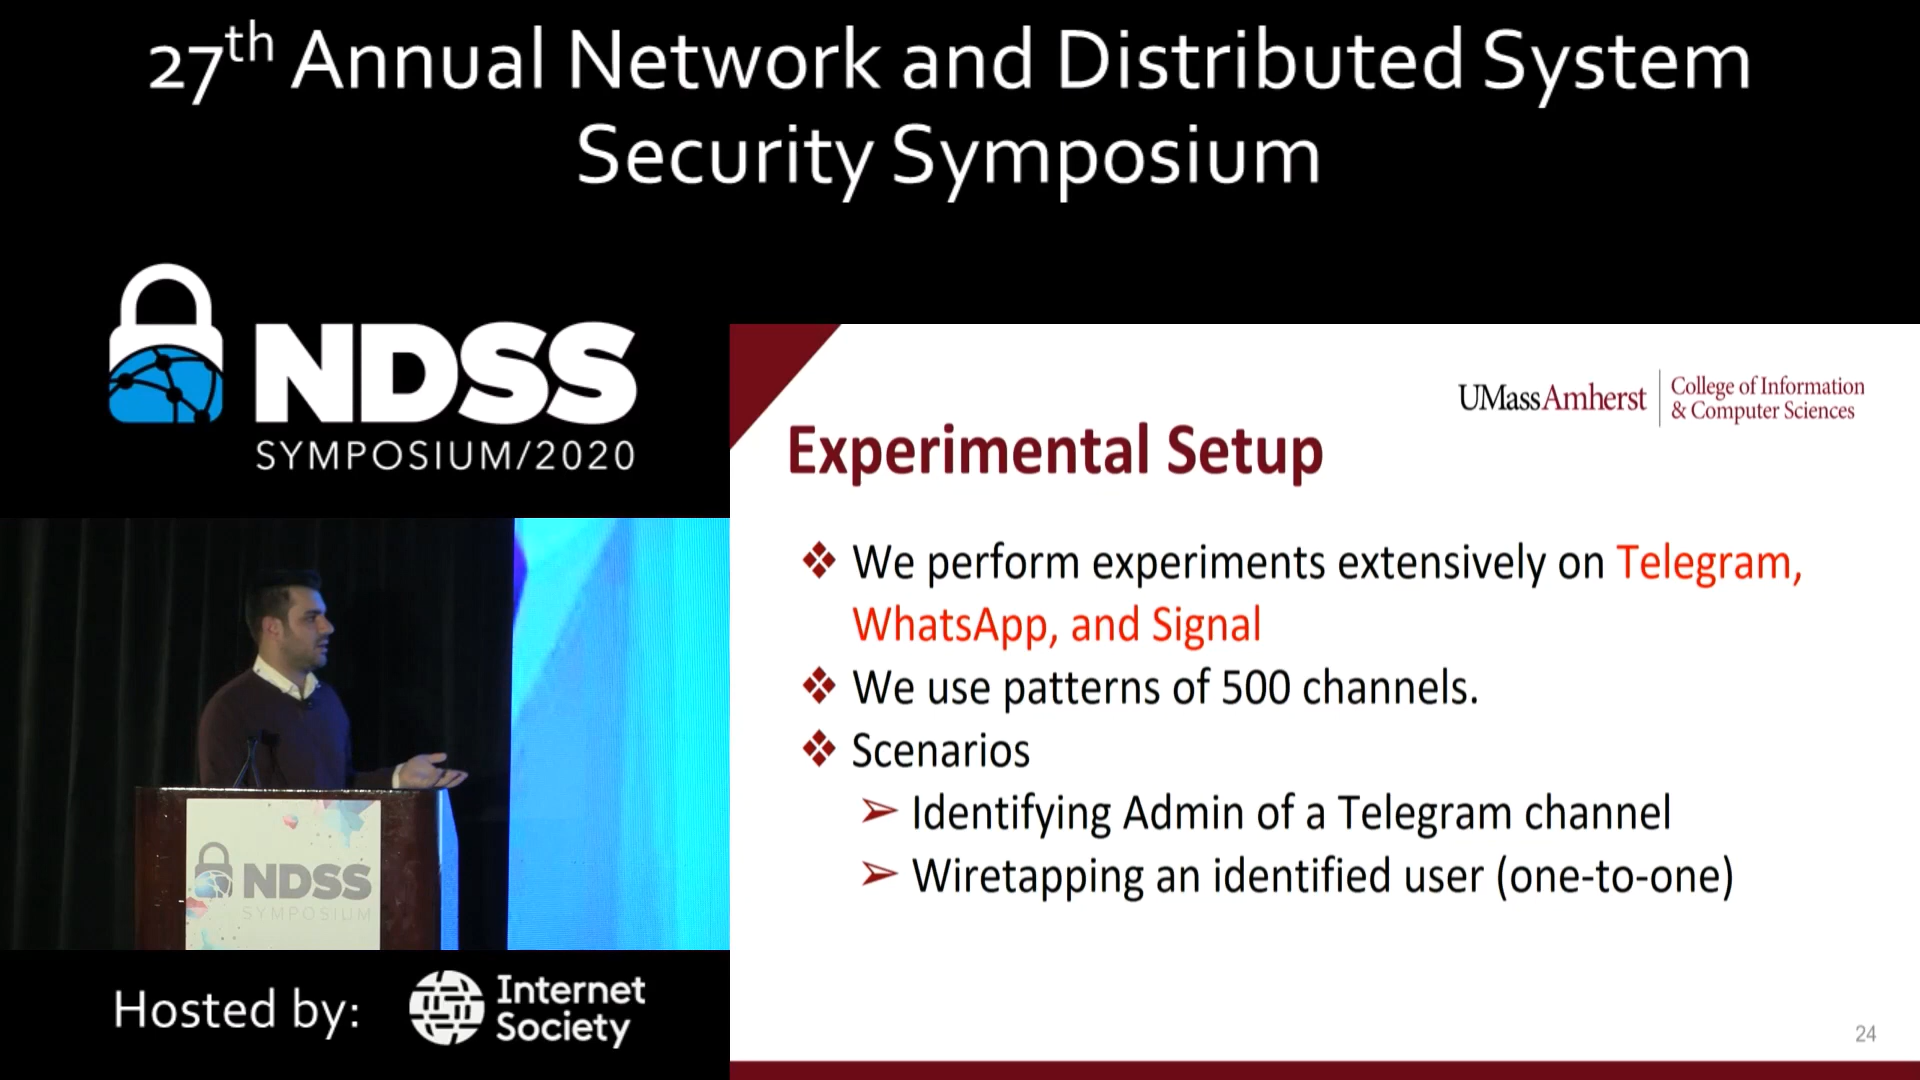 27th Annual Network and Distributed System
Security Symposium
NDSS
SYMPOSIUM/2020
UMassAmherst
College of Information
& Computer Sciences
Experimental Setup
❖ We perform experiments extensively on Telegram,
WhatsApp, and Signal
❖ We use patterns of 500 channels.
❖ Scenarios
➢ Identifying Admin of a Telegram channel
➢ Wiretapping an identified user (one-to-one)
24
NDSS
SYMPOSIUM
Hosted by:
Internet
Society